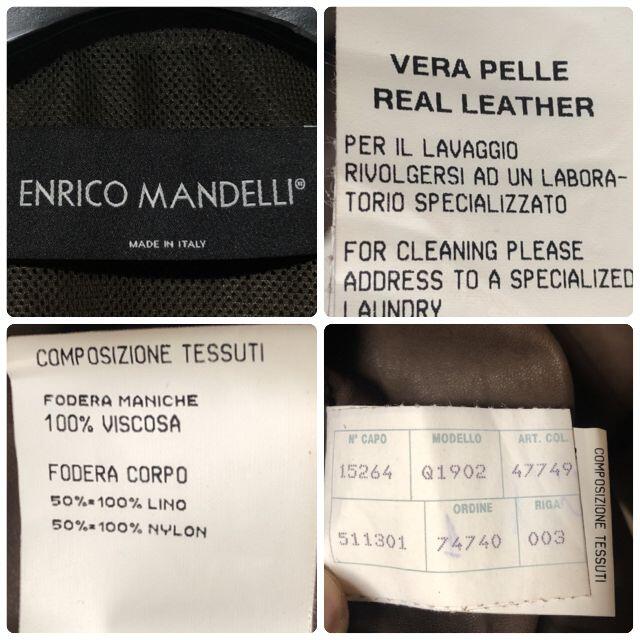 ENRICO MANDELLI®
MADE IN ITALY
VERA PELLE
REAL LEATHER
PER IL LAVAGGIO
RIVOLGERSI AD UN LABORA-
TORIO SPECIALIZZATO
FOR CLEANING PLEASE
ADDRESS TO A SPECIALIZED
LAUNDRY
COMPOSIZIONE TESSUTI
FODERA MANICHE
100% VISCOSA
FODERA CORPO
50%=100% LINO
50%=100% NYLON
N° CAPO MODELLO ART. COL.
15264 Q1902 47749
ORDINE RIGA
511301 74740 003
COMPOSIZIONE TESSUTI